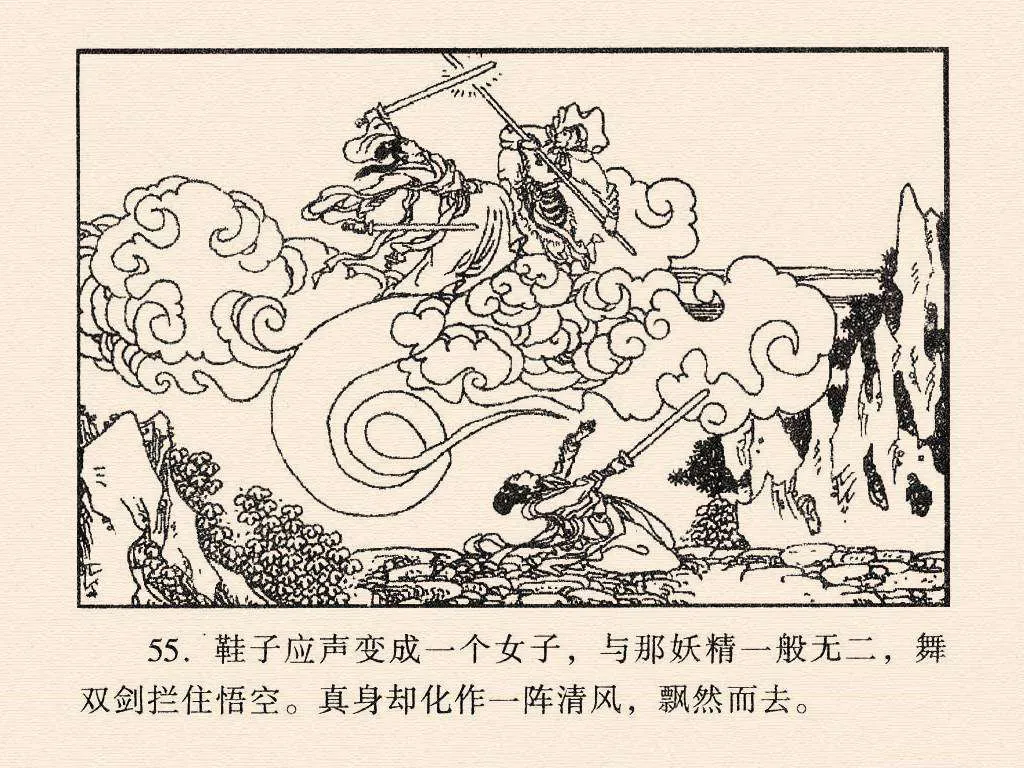 55. 鞋子应声变成一个女子，与那妖精一般无二，舞
双剑拦住悟空。真身却化作一阵清风，飘然而去。